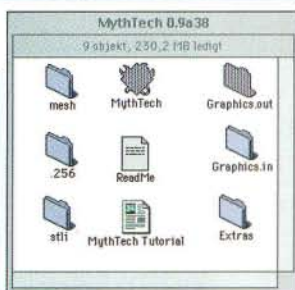 MythTech 0.9a38
9 objekt, 230,2 MB ledigt
mesh
MythTech
Graphics.out
.256
ReadMe
Graphics.in
stli
MythTech Tutorial
Extras